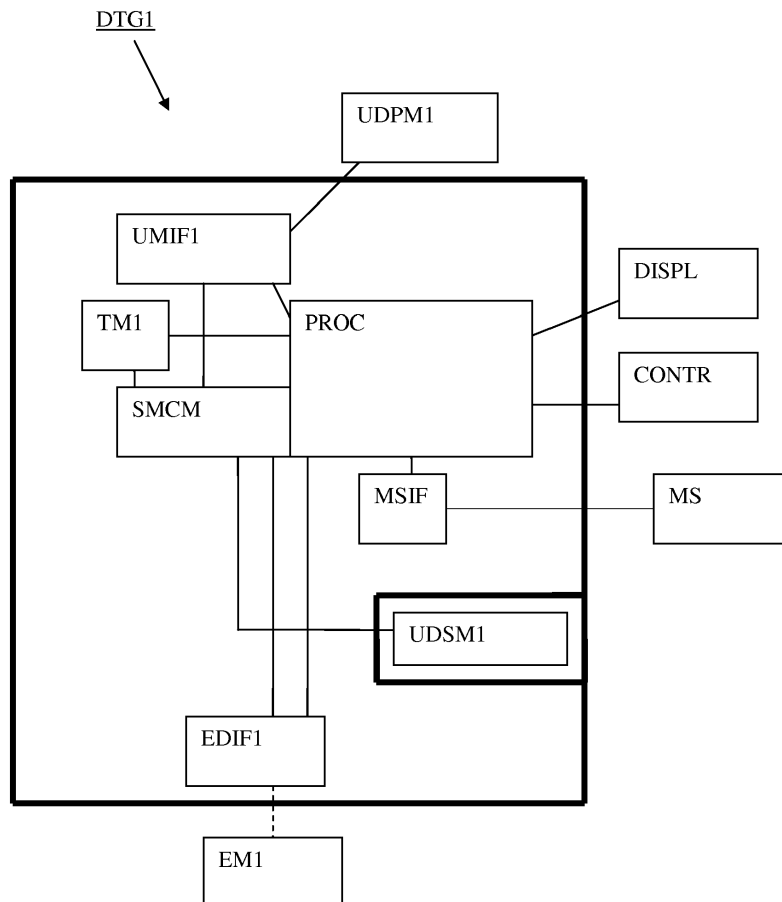 DTG1
UDPM1
UMIF1
DISPL
TM1
PROC
CONTR
SMCM
MSIF
MS
UDSM1
EDIF1
EM1